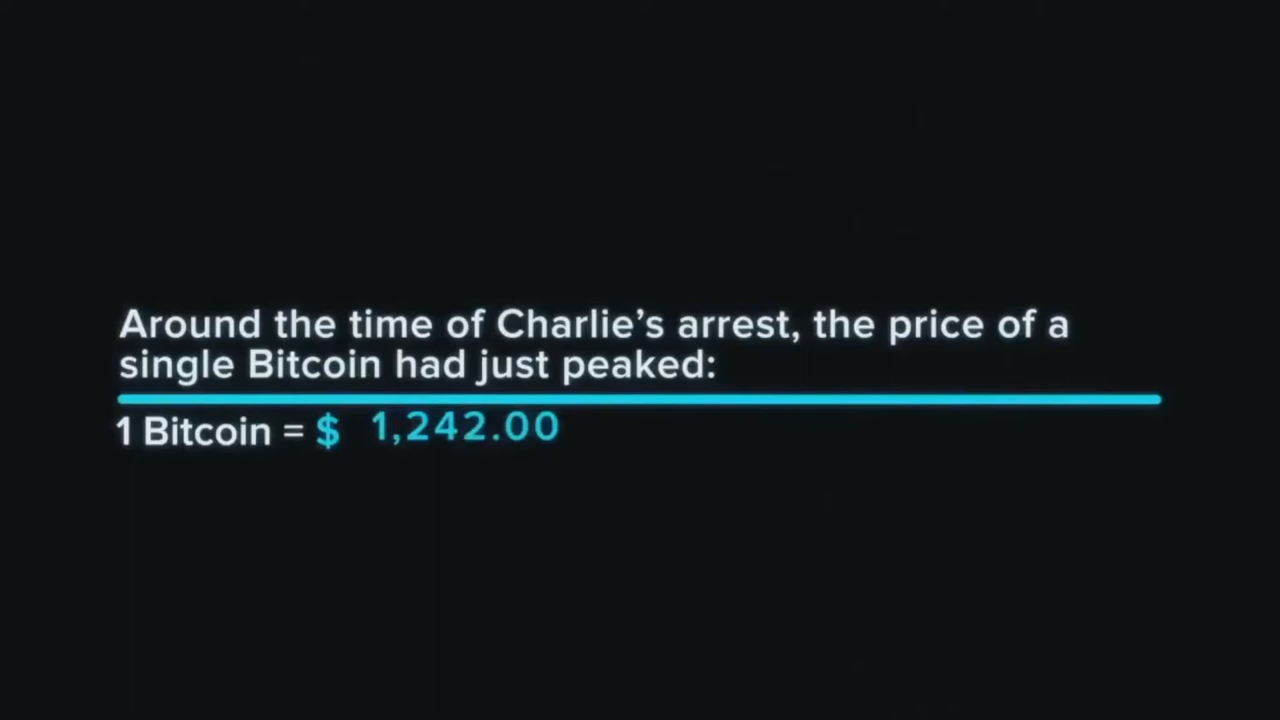 Around the time of Charlie’s arrest, the price of a
single Bitcoin had just peaked:
1 Bitcoin = $ 1,242.00